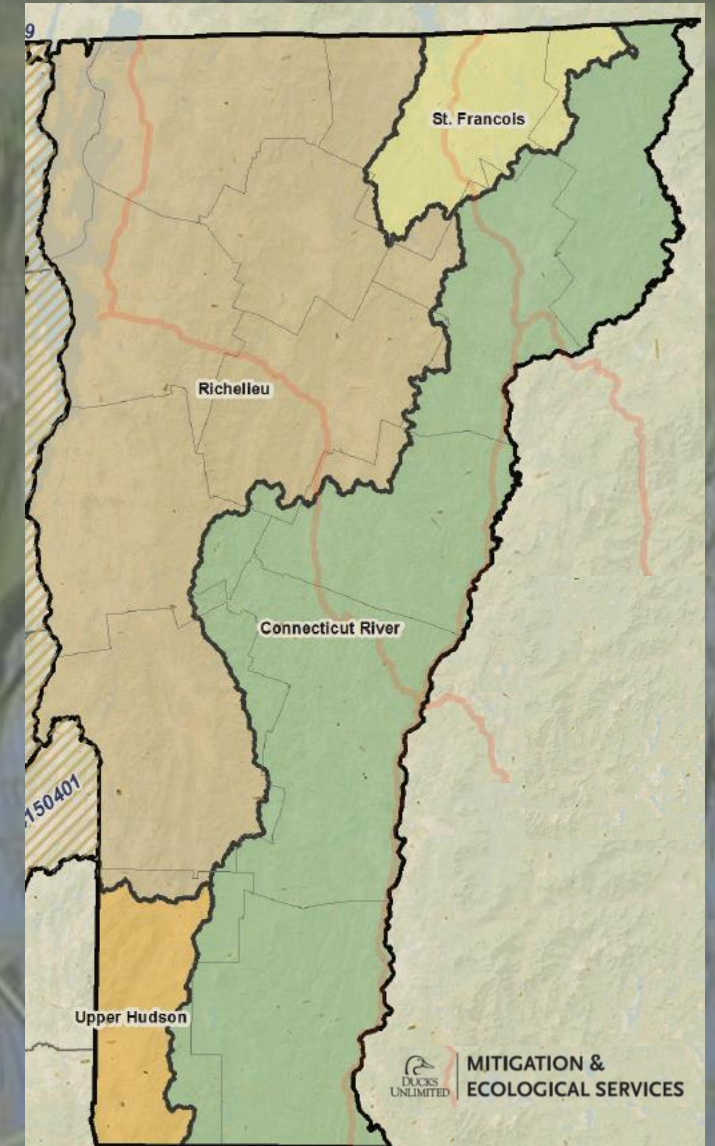 9
St. Francois
Richelieu
Connecticut River
150401
Upper Hudson
DUCKS
UNLIMITED
MITIGATION &
ECOLOGICAL SERVICES